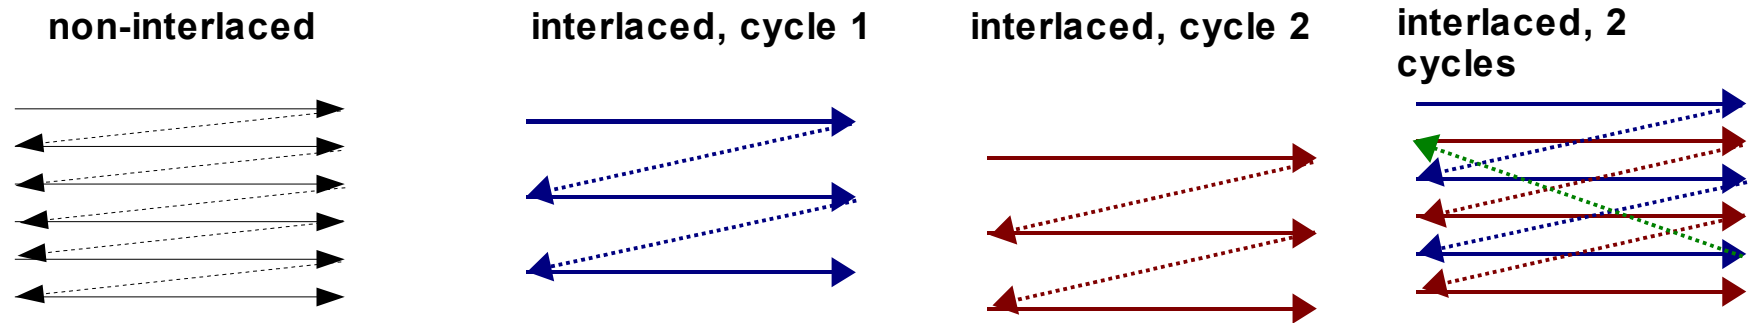 non-interlaced
interlaced, cycle 1
interlaced, cycle 2
interlaced, 2
cycles